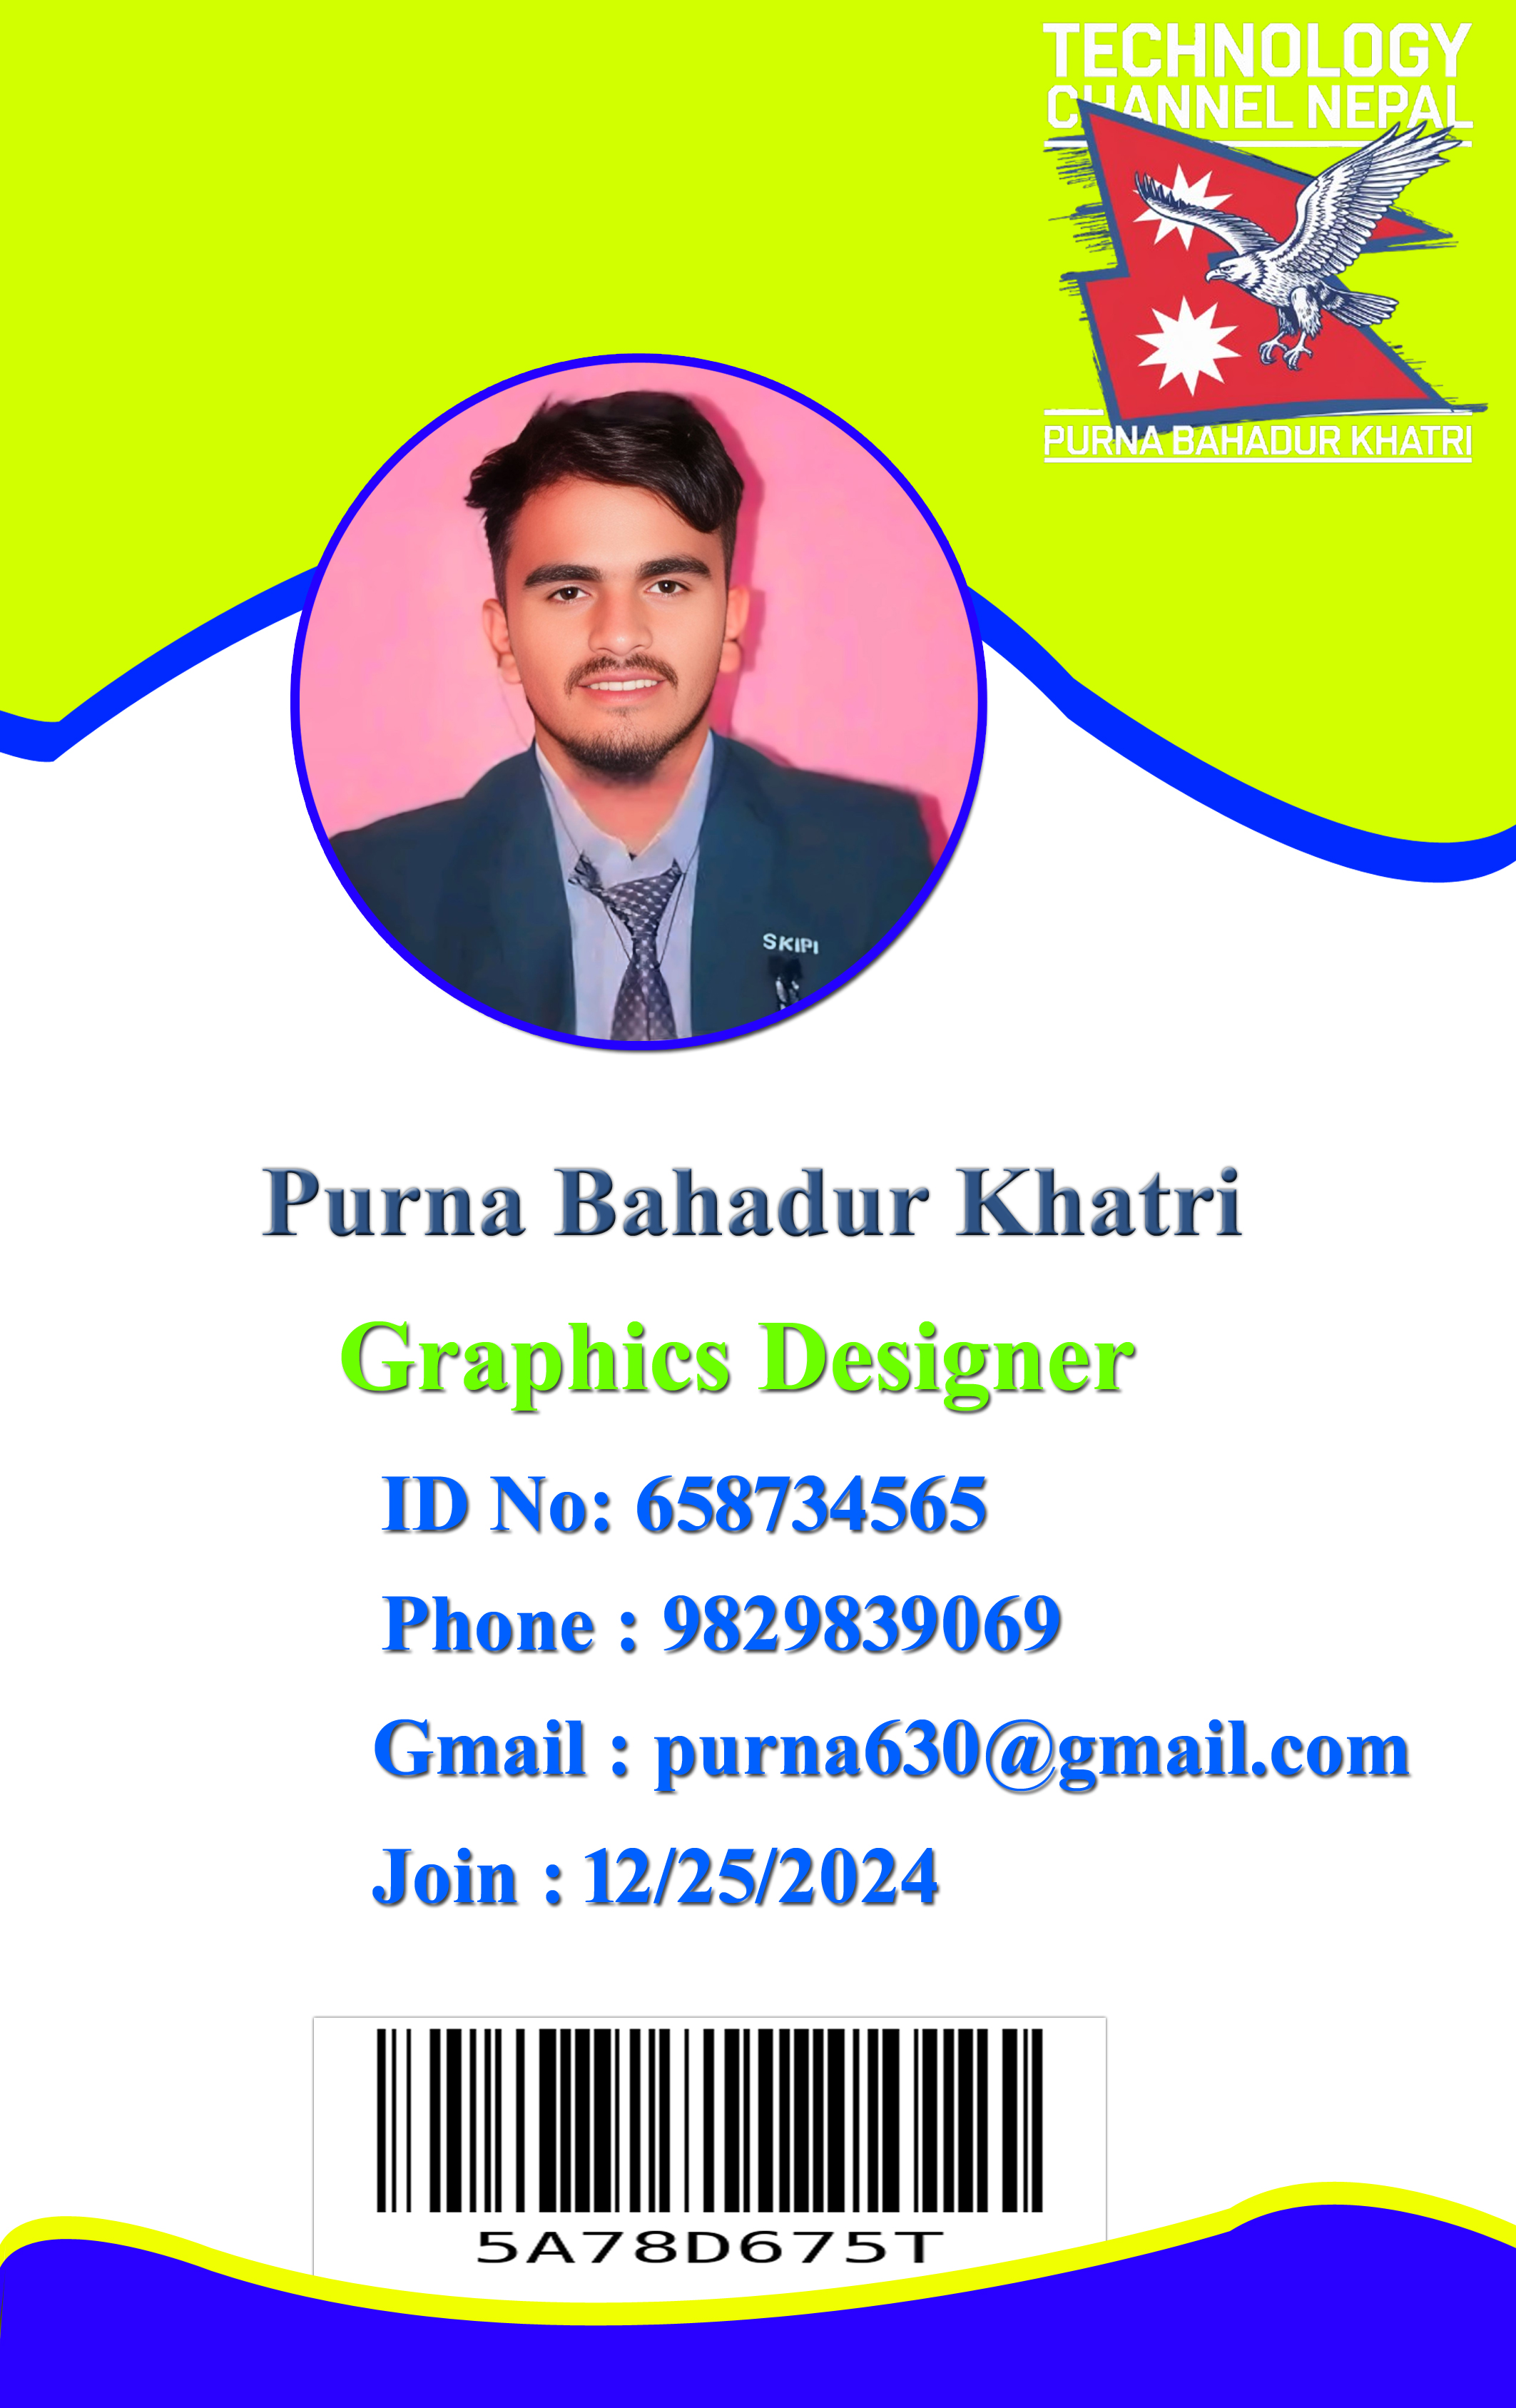 TECHNOLOGY
CHANNEL NEPAL
PURNA BAHADUR KHATRI
SKIPI
Purna Bahadur Khatri
Graphics Designer
ID No: 658734565
Phone : 9829839069
Gmail : purna630@gmail.com
Join : 12/25/2024
5A78D675T